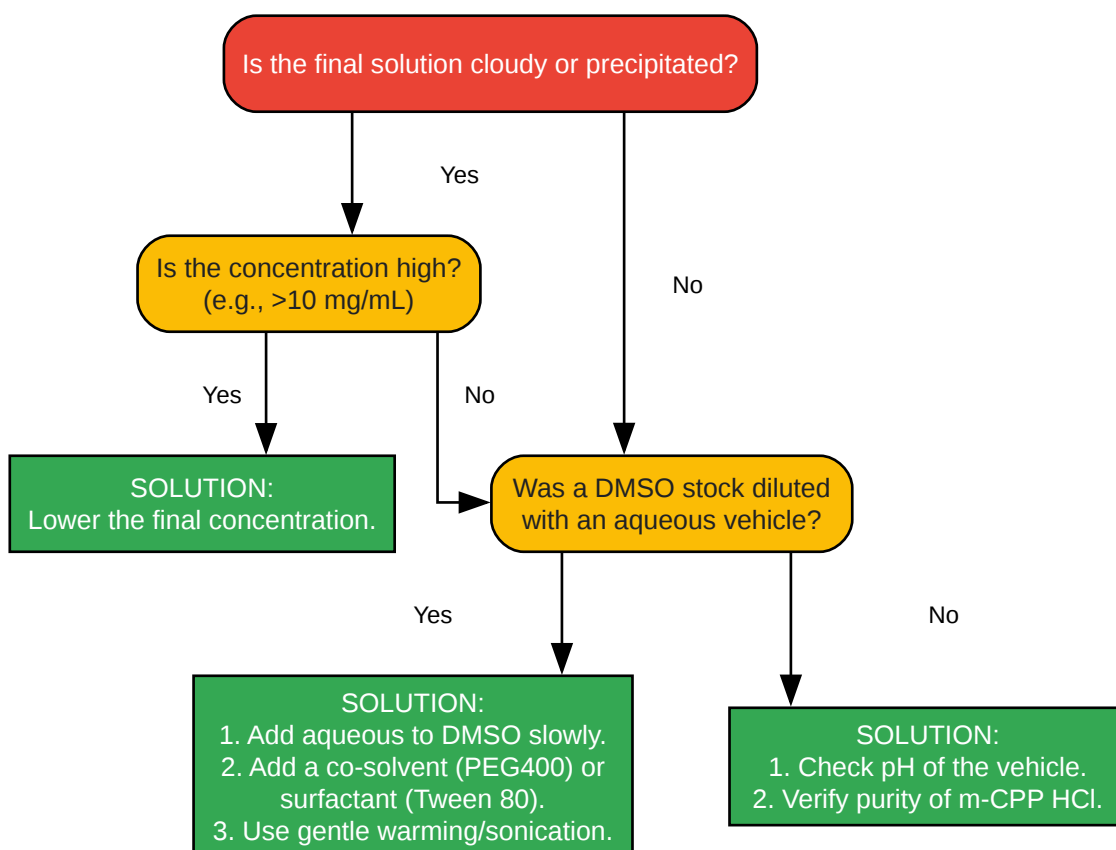 Is the final solution cloudy or precipitated?
Yes
No
Is the concentration high?
(e.g., >10 mg/mL)
Yes
No
SOLUTION:
Lower the final concentration.
Was a DMSO stock diluted
with an aqueous vehicle?
Yes
No
SOLUTION:
1. Add aqueous to DMSO slowly.
2. Add a co-solvent (PEG400) or
surfactant (Tween 80).
3. Use gentle warming/sonication.
SOLUTION:
1. Check pH of the vehicle.
2. Verify purity of m-CPP HCl.